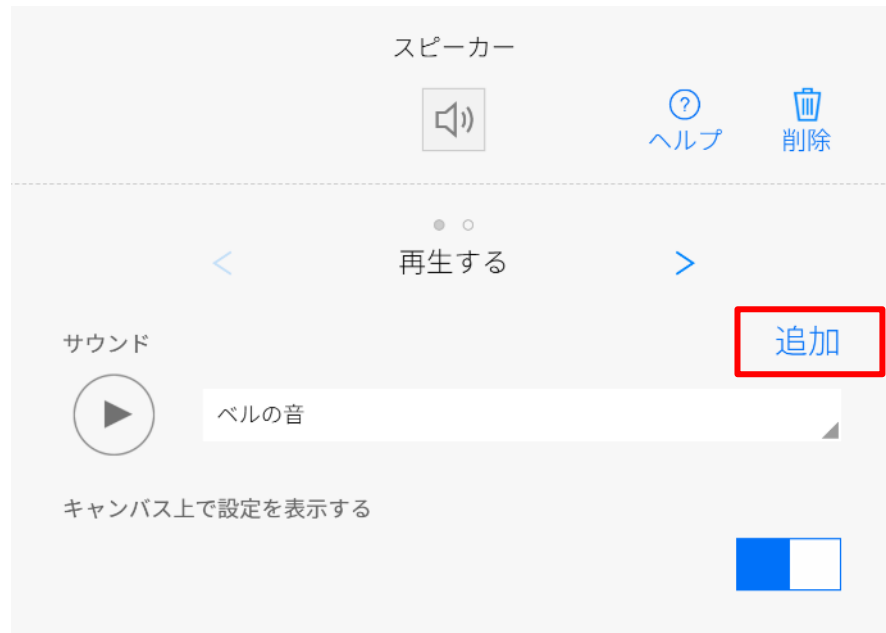 スピーカー
ヘルプ
削除
再生する
サウンド
追加
ベルの音
キャンバス上で設定を表示する